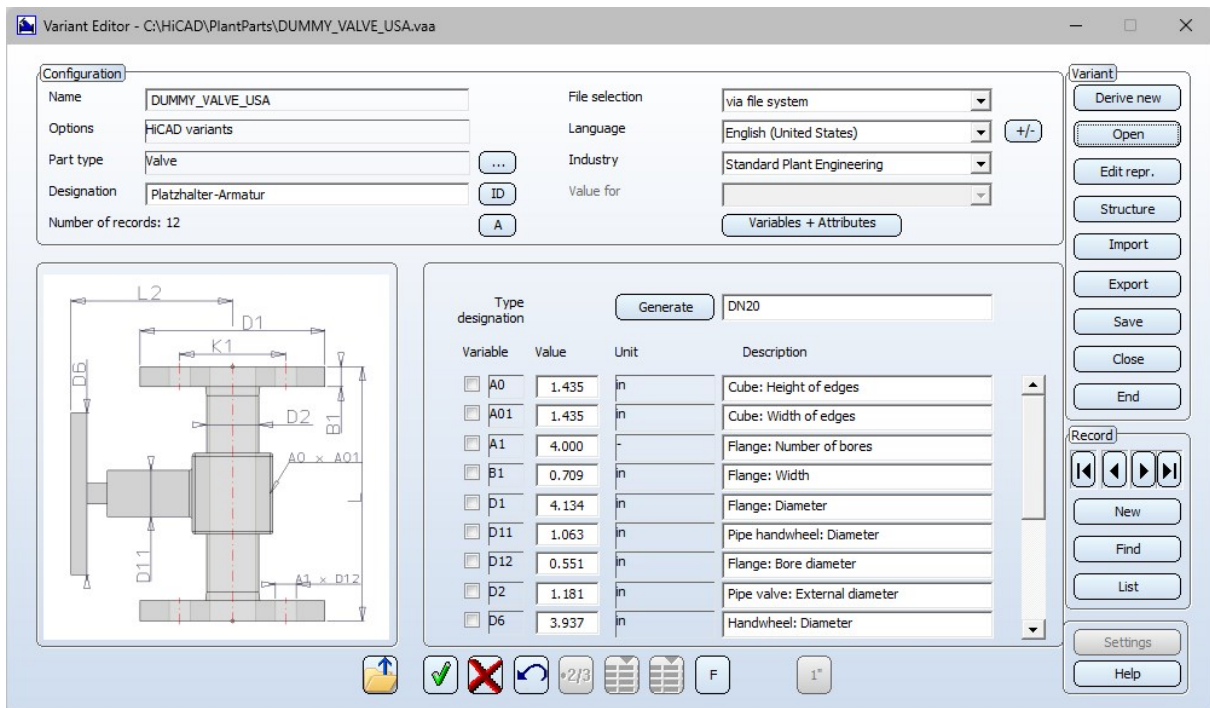 Variant Editor - C:\HiCAD\PlantParts\DUMMY_VALVE_USA.vaa
Configuration
Name DUMMY_VALVE_USA File selection via file system
Options HiCAD variants Language English (United States) +/-
Part type Valve ... Industry Standard Plant Engineering
Designation Platzhalter-Armatur ID Value for
Number of records: 12 A Variables + Attributes
L2
D1
K1
D6
D2
B1
A0 x A01
L
D11
A1 x D12
Type
designation Generate DN20
Variable Value Unit Description
A0 1.435 in Cube: Height of edges
A01 1.435 in Cube: Width of edges
A1 4.000 - Flange: Number of bores
B1 0.709 in Flange: Width
D1 4.134 in Flange: Diameter
D11 1.063 in Pipe handwheel: Diameter
D12 0.551 in Flange: Bore diameter
D2 1.181 in Pipe valve: External diameter
D6 3.937 in Handwheel: Diameter
Variant
Derive new
Open
Edit repr.
Structure
Import
Export
Save
Close
End
Record
New
Find
List
Settings
Help
•2/3 F 1"